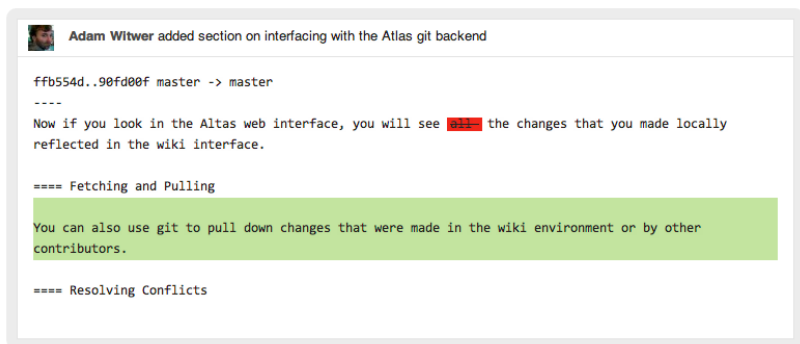 Adam Witwer added section on interfacing with the Atlas git backend
ffb554d..90fd00f master -> master
----
Now if you look in the Altas web interface, you will see all the changes that you made locally
reflected in the wiki interface.
==== Fetching and Pulling
You can also use git to pull down changes that were made in the wiki environment or by other
contributors.
==== Resolving Conflicts